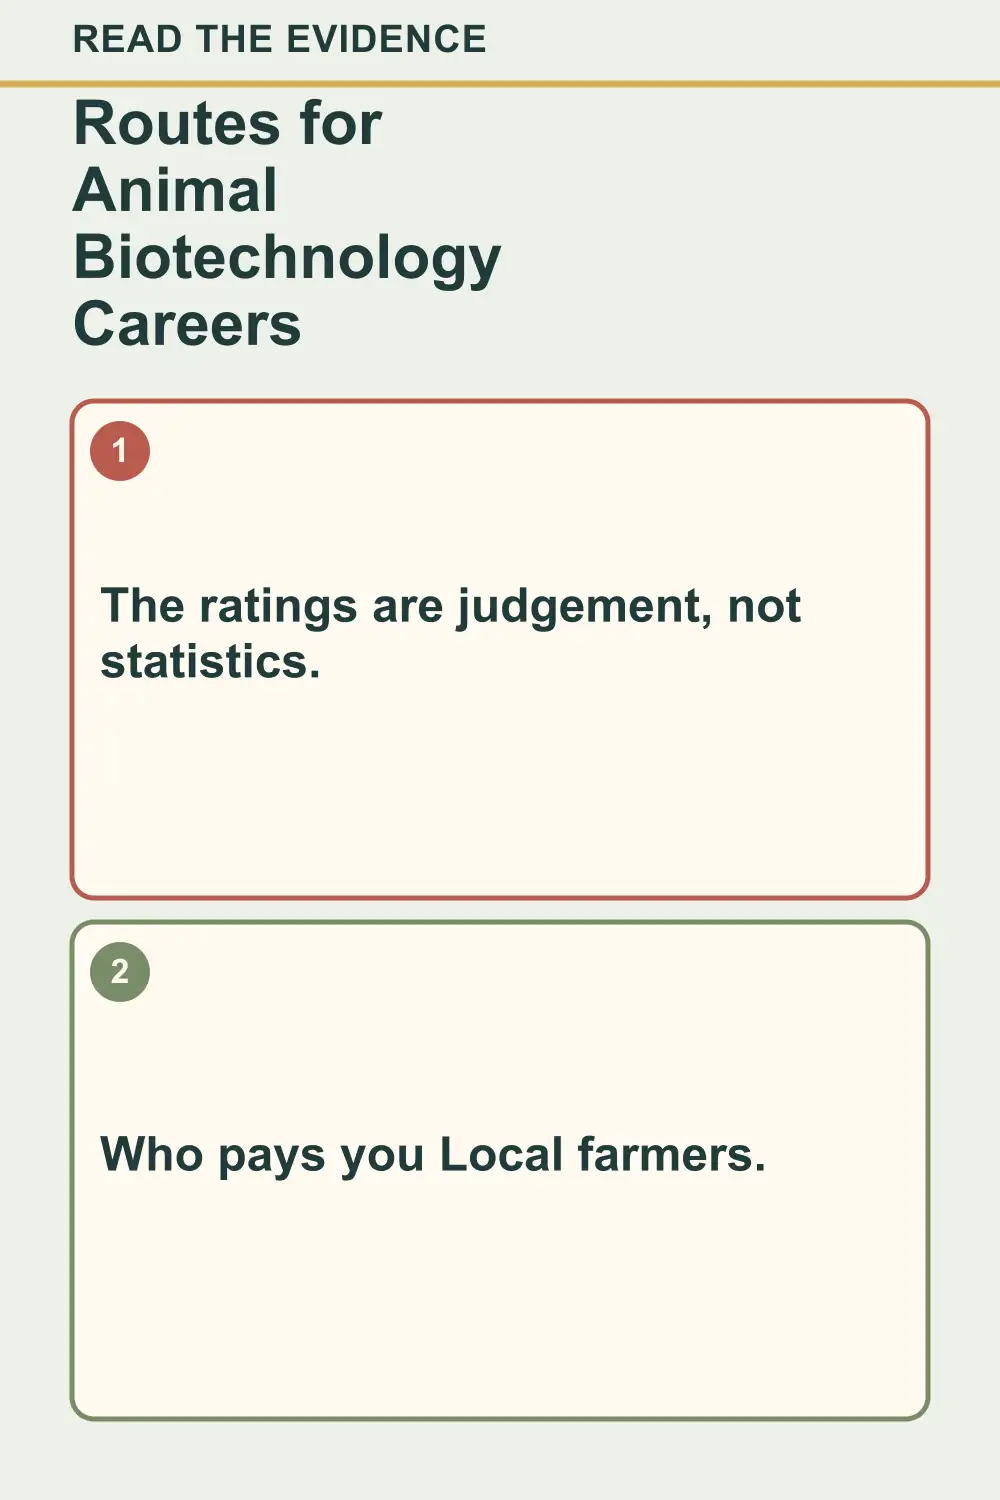 READ THE EVIDENCE
Routes for
Animal
Biotechnology
Careers
1
The ratings are judgement, not
statistics.
2
Who pays you Local farmers.